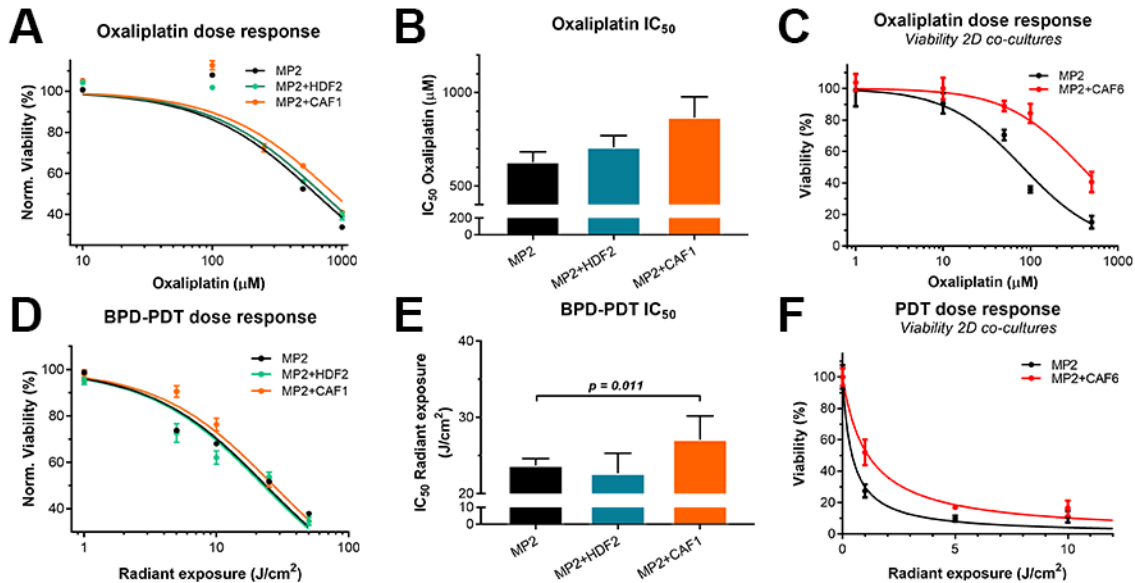 A
Oxaliplatin dose response
Norm. Viability (%)
100
80
60
40
10
100
1000
Oxaliplatin (μM)
MP2
MP2+HDF2
MP2+CAF1
B
Oxaliplatin IC50
IC50 Oxaliplatin (μM)
1000
500
200
0
MP2
MP2+HDF2
MP2+CAF1
C
Oxaliplatin dose response
Viability 2D co-cultures
Viability (%)
120
100
80
60
40
20
0
1
10
100
1000
Oxaliplatin (μM)
MP2
MP2+CAF6
D
BPD-PDT dose response
Norm. Viability (%)
100
80
60
40
1
10
100
Radiant exposure (J/cm2)
MP2
MP2+HDF2
MP2+CAF1
E
BPD-PDT IC50
IC50 Radiant exposure
(J/cm2)
40
30
20
10
0
p = 0.011
MP2
MP2+HDF2
MP2+CAF1
F
PDT dose response
Viability 2D co-cultures
Viability (%)
100
80
60
40
20
0
0
5
10
Radiant exposure (J/cm2)
MP2
MP2+CAF6